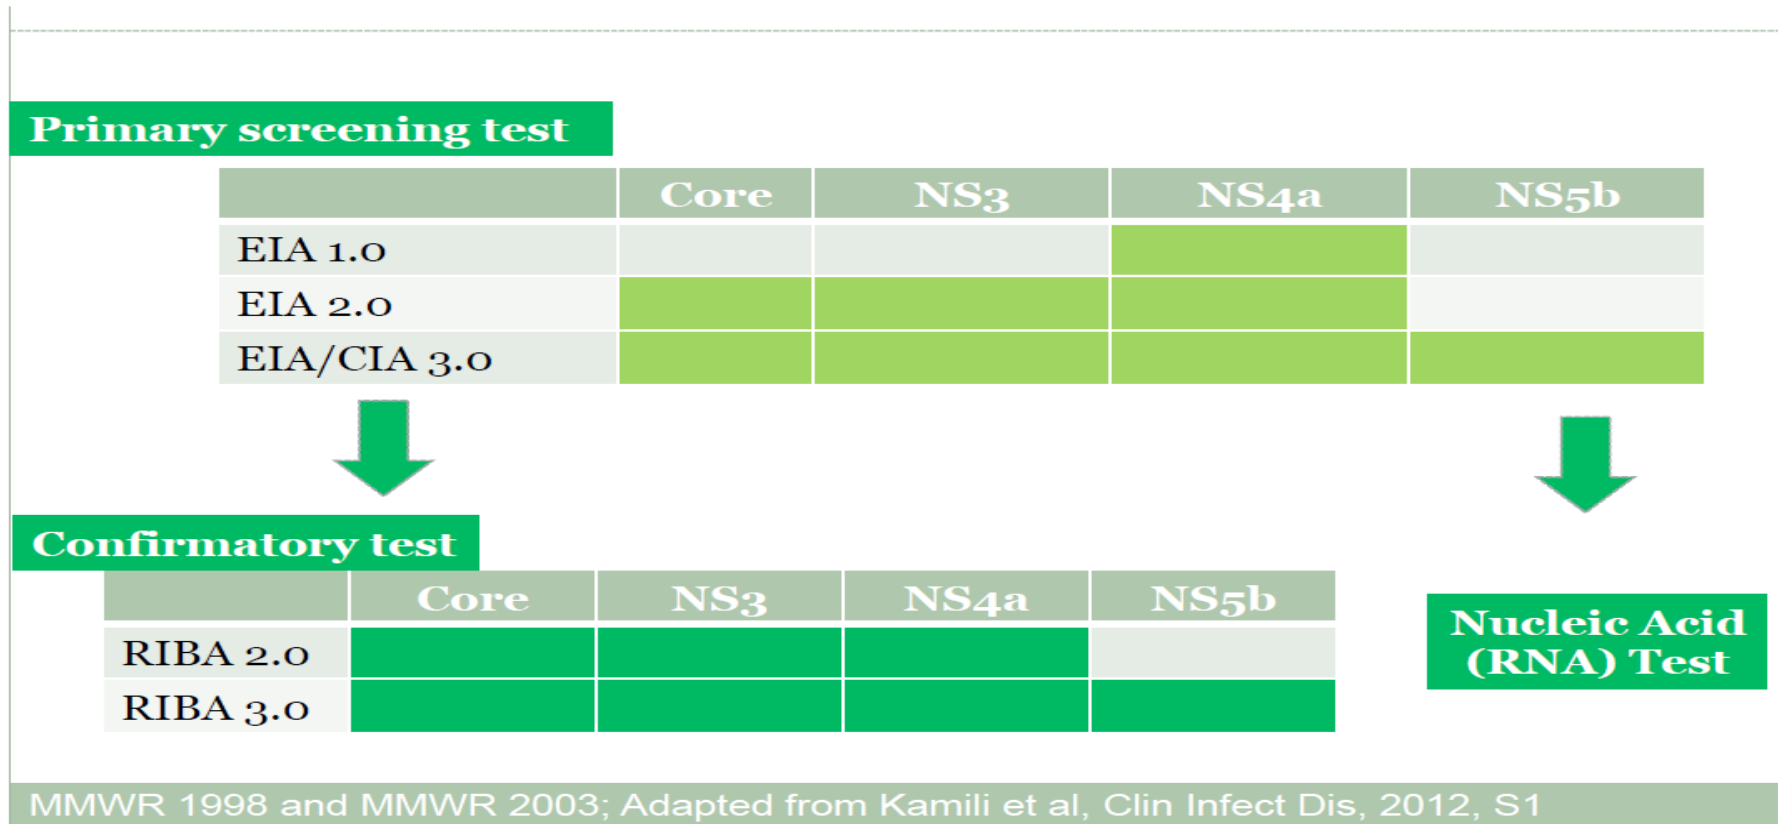 Primary screening test
Core NS3 NS4a NS5b
EIA 1.0
EIA 2.0
EIA/CIA 3.0
Confirmatory test
Core NS3 NS4a NS5b
RIBA 2.0
RIBA 3.0
Nucleic Acid
(RNA) Test
MMWR 1998 and MMWR 2003; Adapted from Kamili et al, Clin Infect Dis, 2012, S1